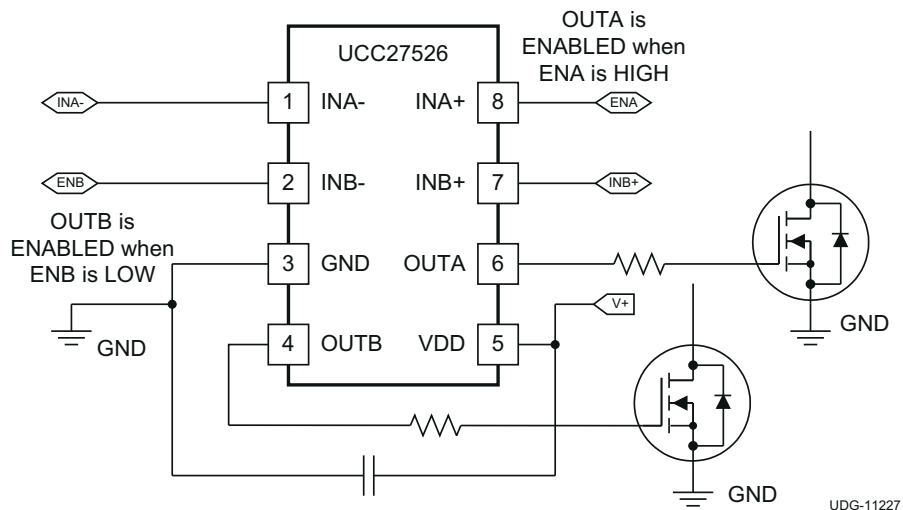 OUTA is
ENABLED when
ENA is HIGH
UCC27526
INA-
1
INA-
INA+
8
ENA
ENB
2
INB-
INB+
7
INB+
OUTB is
ENABLED when
ENB is LOW
3
GND
OUTA
6
V+
GND
GND
4
OUTB
VDD
5
GND
UDG-11227